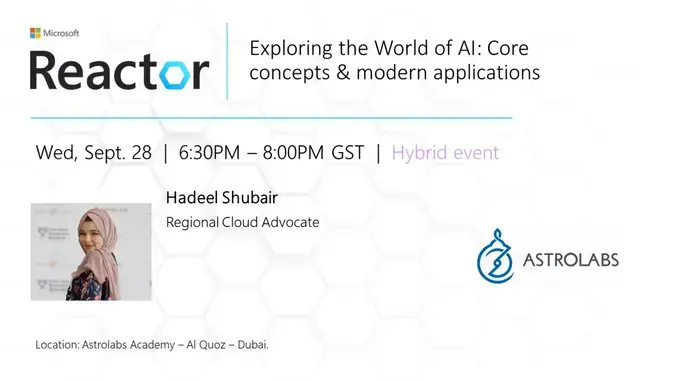 Microsoft
Reactor
Exploring the World of AI: Core
concepts & modern applications
Wed, Sept. 28 | 6:30PM – 8:00PM GST | Hybrid event
Hadeel Shubair
Regional Cloud Advocate
ASTROLABS
Location: Astrolabs Academy – Al Quoz – Dubai.